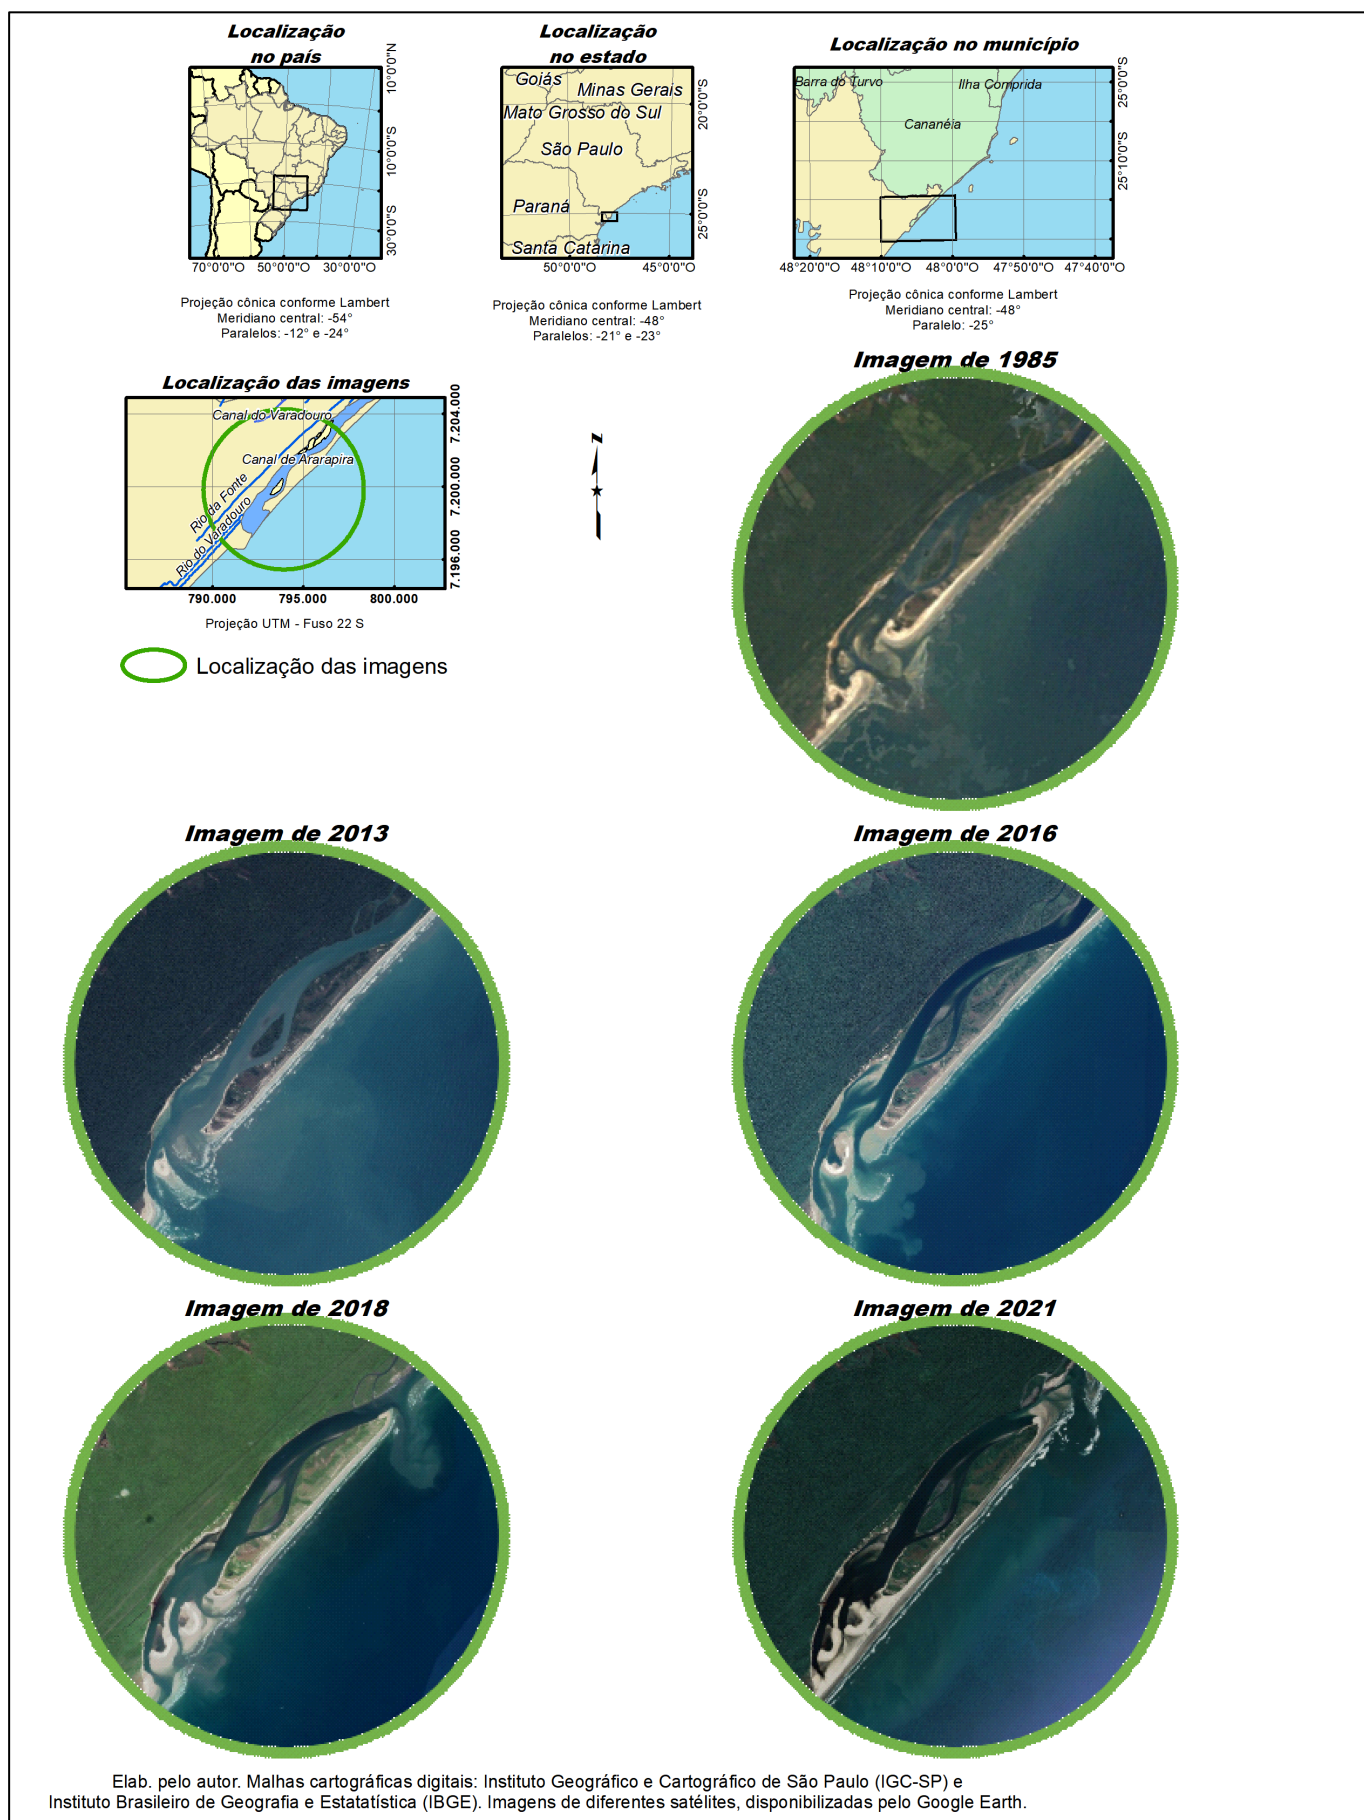 Localização
no país
Localização
no estado
Localização no município
10°0'0"N
10°0'0"S
30°0'0"S
70°0'0"O
50°0'0"O
30°0'0"O
Goiás
Minas Gerais
Mato Grosso do Sul
São Paulo
Paraná
Santa Catarina
20°0'0"S
25°0'0"S
50°0'0"O
45°0'0"O
Barra do Turvo
Ilha Comprida
Cananéia
25°0'0"S
25°10'0"S
48°20'0"O
48°10'0"O
48°0'0"O
47°50'0"O
47°40'0"O
Projeção cônica conforme Lambert
Meridiano central: -54°
Paralelos: -12° e -24°
Projeção cônica conforme Lambert
Meridiano central: -48°
Paralelos: -21° e -23°
Projeção cônica conforme Lambert
Meridiano central: -48°
Paralelo: -25°
Localização das imagens
Canal do Varadouro
Canal de Ararapira
Rio da Fonte
Rio do Varadouro
7.204.000
7.200.000
7.196.000
790.000
795.000
800.000
Projeção UTM - Fuso 22 S
Localização das imagens
N
Imagem de 1985
Imagem de 2013
Imagem de 2016
Imagem de 2018
Imagem de 2021
Elab. pelo autor. Malhas cartográficas digitais: Instituto Geográfico e Cartográfico de São Paulo (IGC-SP) e
Instituto Brasileiro de Geografia e Estatatística (IBGE). Imagens de diferentes satélites, disponibilizadas pelo Google Earth.